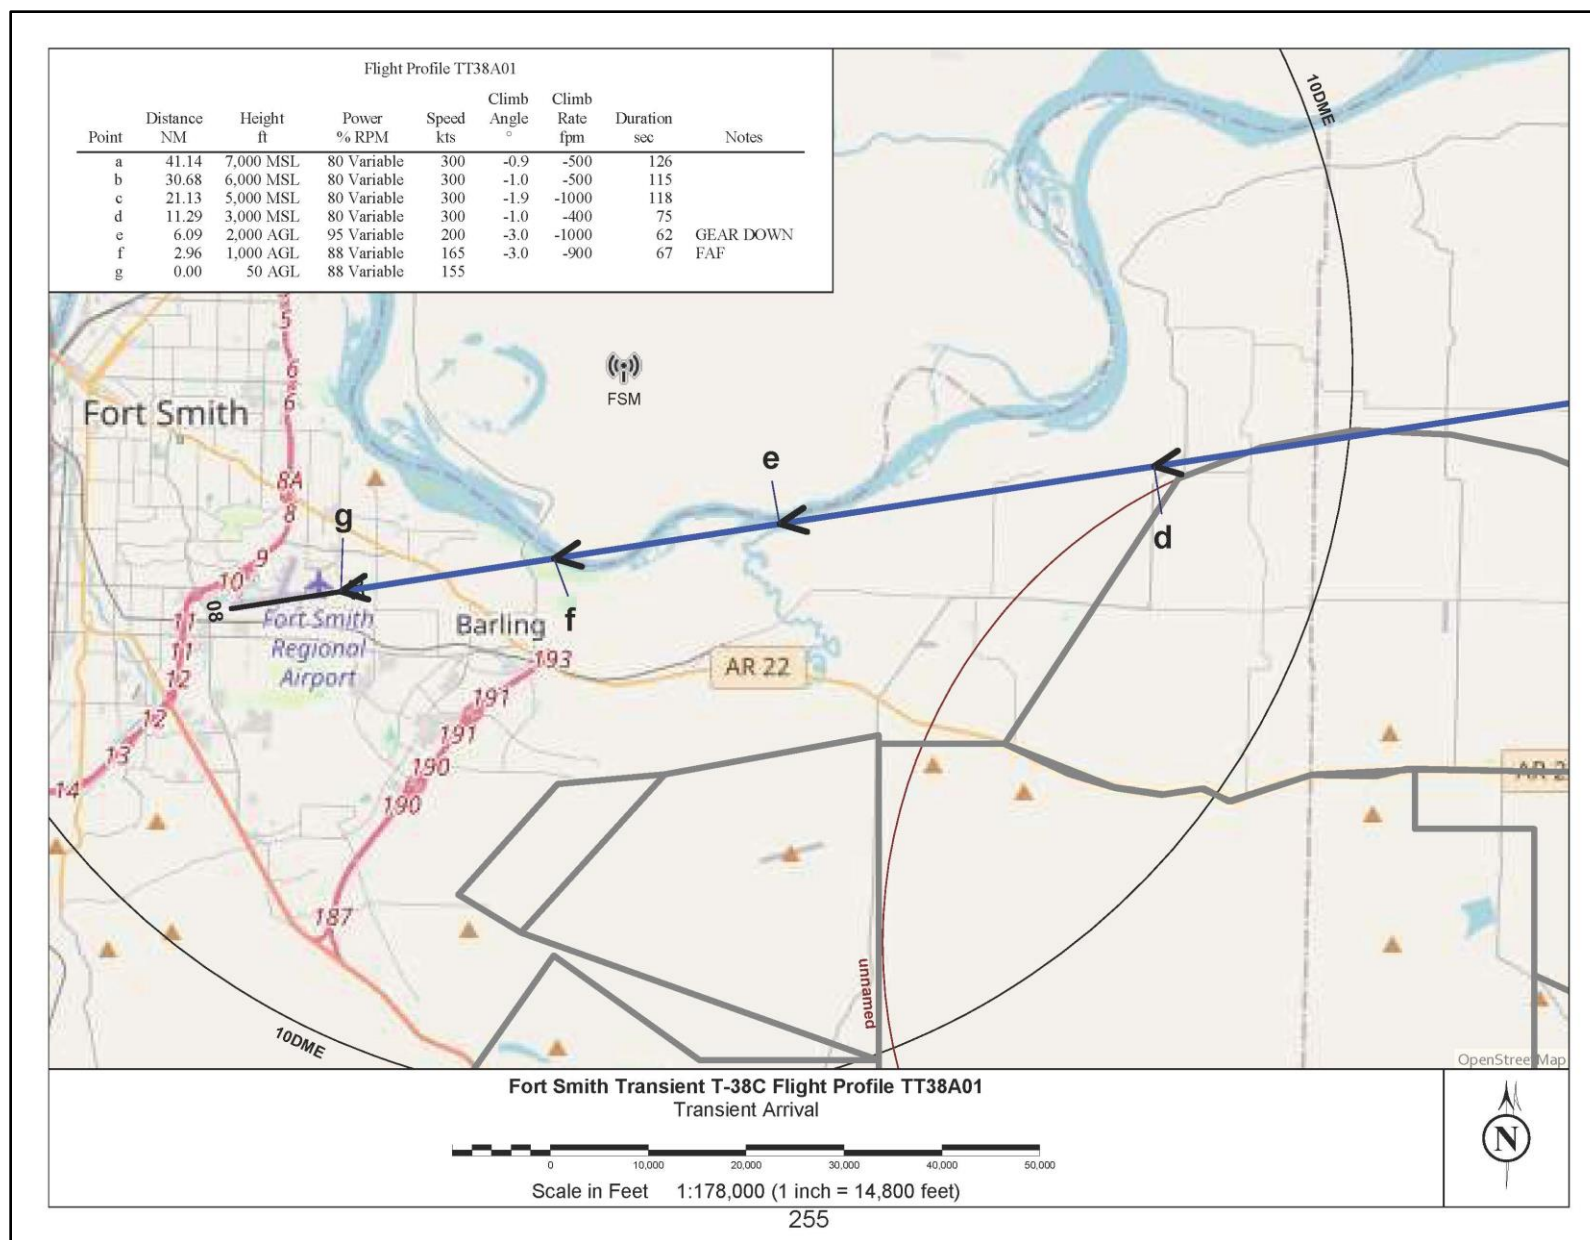 Flight Profile TT38A01
Point Distance NM Height ft Power % RPM Speed kts Climb Angle ° Climb Rate fpm Duration sec Notes
a 41.14 7,000 MSL 80 Variable 300 -0.9 -500 126
b 30.68 6,000 MSL 80 Variable 300 -1.0 -500 115
c 21.13 5,000 MSL 80 Variable 300 -1.9 -1000 118
d 11.29 3,000 MSL 80 Variable 300 -1.0 -400 75
e 6.09 2,000 AGL 95 Variable 200 -3.0 -1000 62 GEAR DOWN
f 2.96 1,000 AGL 88 Variable 165 -3.0 -900 67 FAF
g 0.00 50 AGL 88 Variable 155
10DME
5
6
6
FSM
Fort Smith
8A
8
e
g
d
9
10
08
11
11
12
12
13
14
Fort Smith
Regional
Airport
Barling
f
193
AR 22
191
191
190
190
187
AR 2
unnamed
10DME
OpenStreetMap
Fort Smith Transient T-38C Flight Profile TT38A01
Transient Arrival
0 10,000 20,000 30,000 40,000 50,000
Scale in Feet 1:178,000 (1 inch = 14,800 feet)
N
255